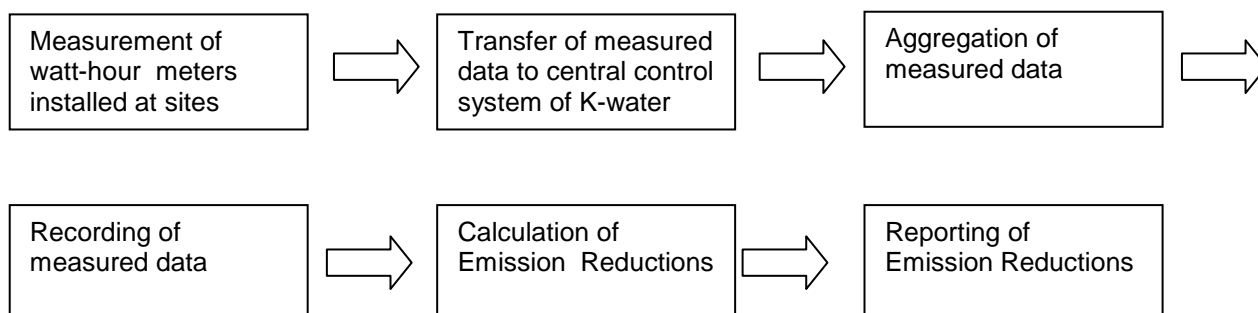 Measurement of
watt-hour meters
installed at sites
Transfer of measured
data to central control
system of K-water
Aggregation of
measured data
Recording of
measured data
Calculation of
Emission Reductions
Reporting of
Emission Reductions